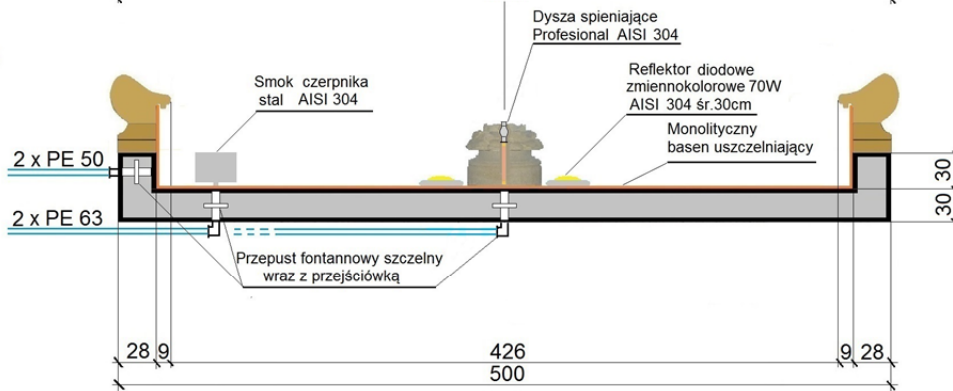 Dysza spieniające
Profesional AISI 304
Smok czerpnika
stal AISI 304
Reflektor diodowe
zmiennokolorowe 70W
AISI 304 śr.30cm
Monolityczny
basen uszczelniający
2 x PE 50
30
2 x PE 63
30
Przepust fontannowy szczelny
wraz z przejściówką
28 9 426 9 28
500